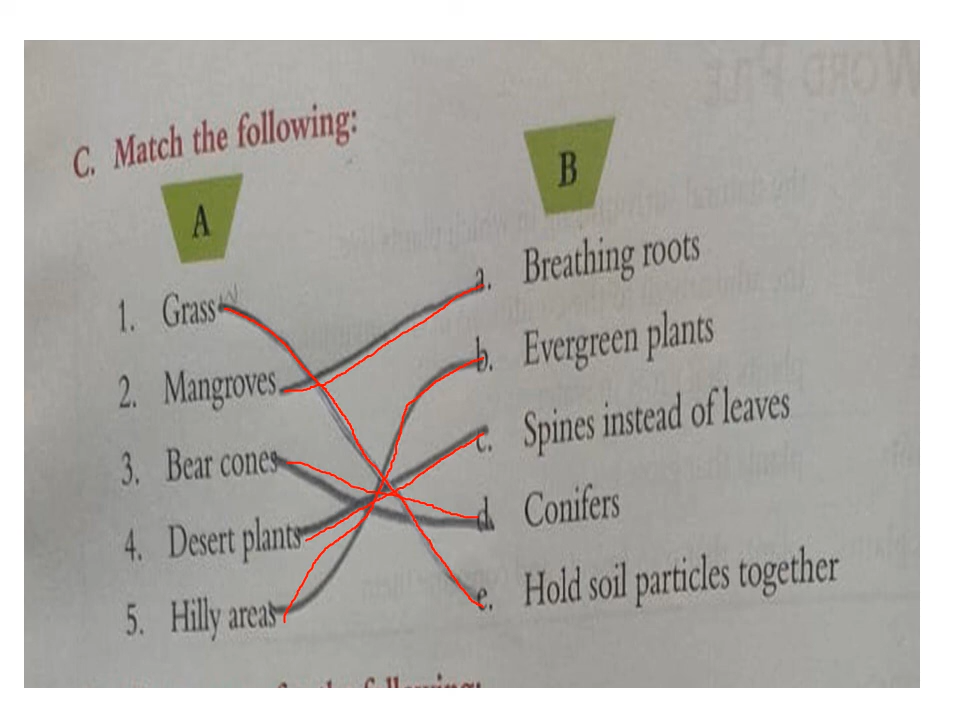 C. Match the following:
A
B
1. Grass
a. Breathing roots
2. Mangroves
b. Evergreen plants
3. Bear cones
c. Spines instead of leaves
4. Desert plants
d. Conifers
5. Hilly areas
e. Hold soil particles together